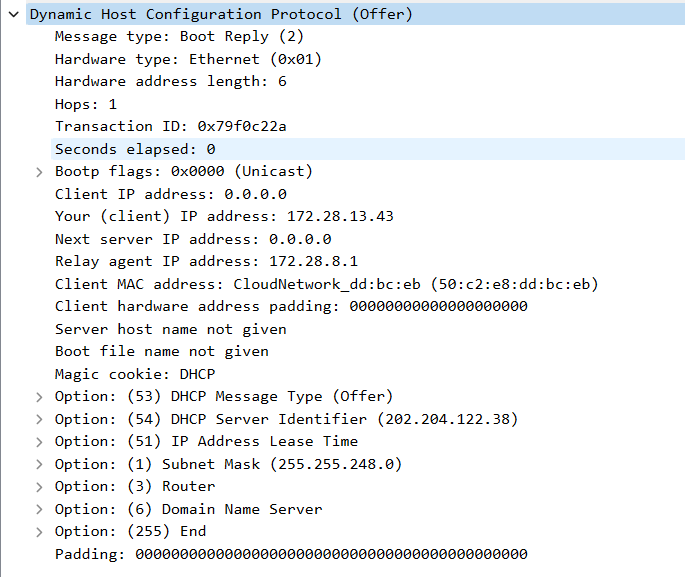 Dynamic Host Configuration Protocol (Offer)
Message type: Boot Reply (2)
Hardware type: Ethernet (0x01)
Hardware address length: 6
Hops: 1
Transaction ID: 0x79f0c22a
Seconds elapsed: 0
Bootp flags: 0x0000 (Unicast)
Client IP address: 0.0.0.0
Your (client) IP address: 172.28.13.43
Next server IP address: 0.0.0.0
Relay agent IP address: 172.28.8.1
Client MAC address: CloudNetwork_dd:bc:eb (50:c2:e8:dd:bc:eb)
Client hardware address padding: 00000000000000000000
Server host name not given
Boot file name not given
Magic cookie: DHCP
Option: (53) DHCP Message Type (Offer)
Option: (54) DHCP Server Identifier (202.204.122.38)
Option: (51) IP Address Lease Time
Option: (1) Subnet Mask (255.255.248.0)
Option: (3) Router
Option: (6) Domain Name Server
Option: (255) End
Padding: 00000000000000000000000000000000000000000000